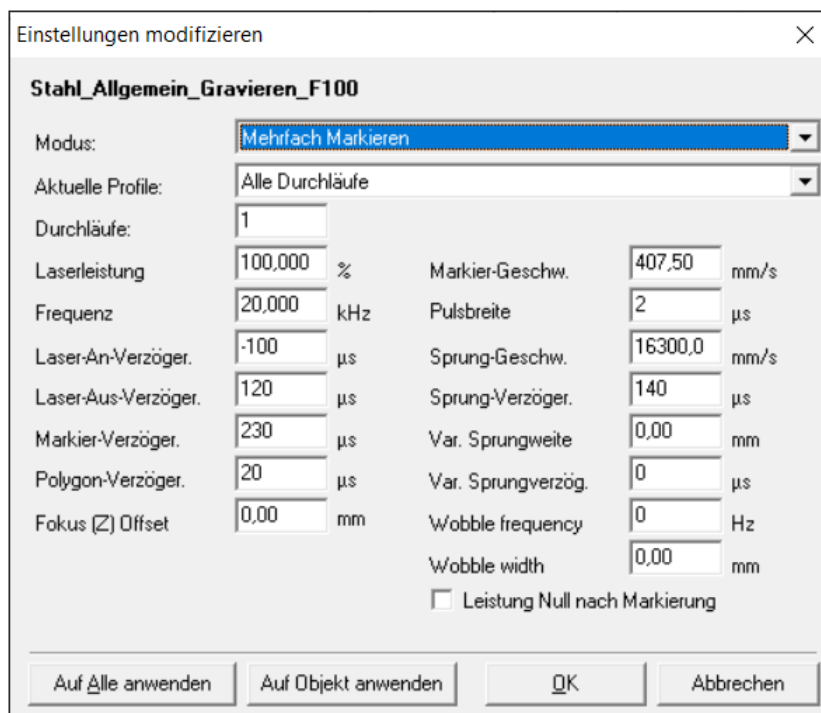 Einstellungen modifizieren
Stahl_Allgemein_Gravieren_F100
Modus: Mehrfach Markieren
Aktuelle Profile: Alle Durchläufe
Durchläufe: 1
Laserleistung 100,000 % Markier-Geschw. 407,50 mm/s
Frequenz 20,000 kHz Pulsbreite 2 µs
Laser-An-Verzöger. -100 µs Sprung-Geschw. 16300,0 mm/s
Laser-Aus-Verzöger. 120 µs Sprung-Verzöger. 140 µs
Markier-Verzöger. 230 µs Var. Sprungweite 0,00 mm
Polygon-Verzöger. 20 µs Var. Sprungverzög. 0 µs
Fokus (Z) Offset 0,00 mm Wobble frequency 0 Hz
Wobble width 0,00 mm
Leistung Null nach Markierung
Auf Alle anwenden Auf Objekt anwenden OK Abbrechen